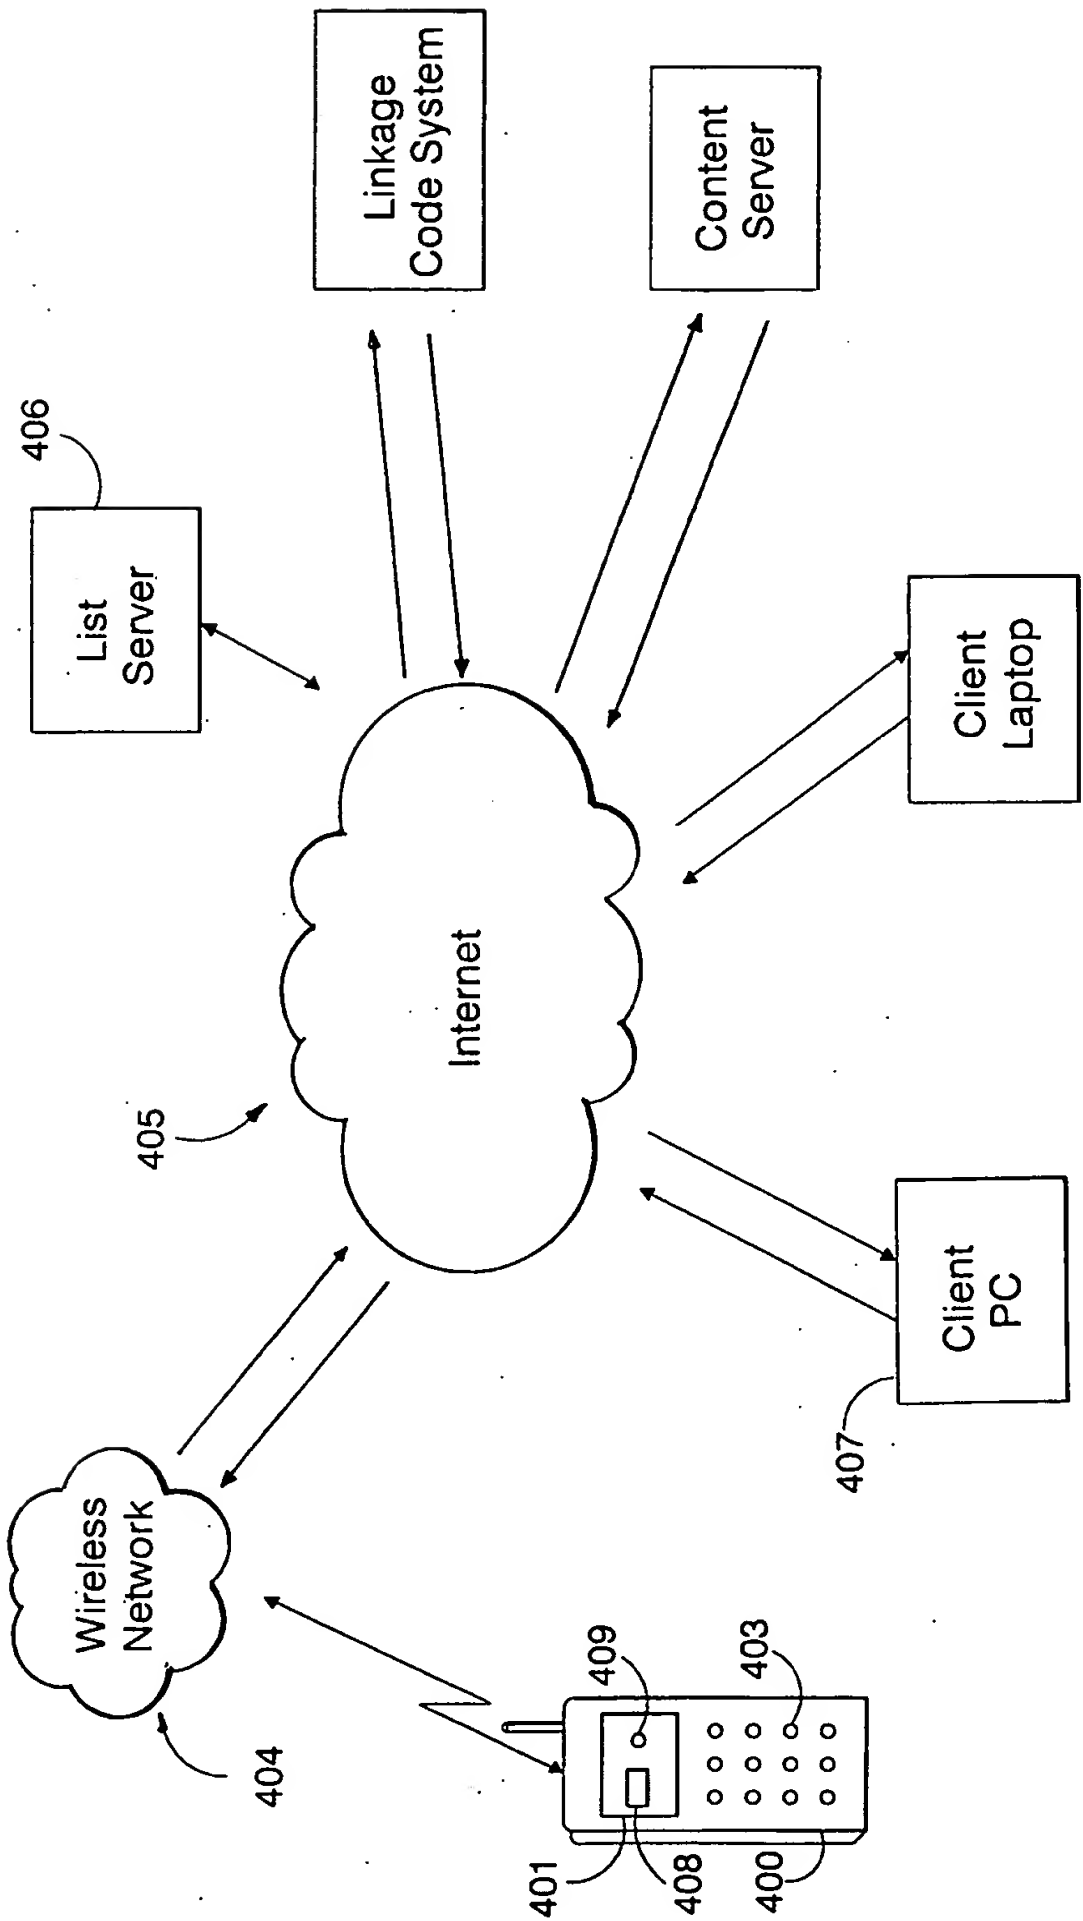 Wireless
Network
404
405
List
Server
406
Linkage
Code System
Internet
Content
Server
401
408
400
409
403
407
Client
PC
Client
Laptop